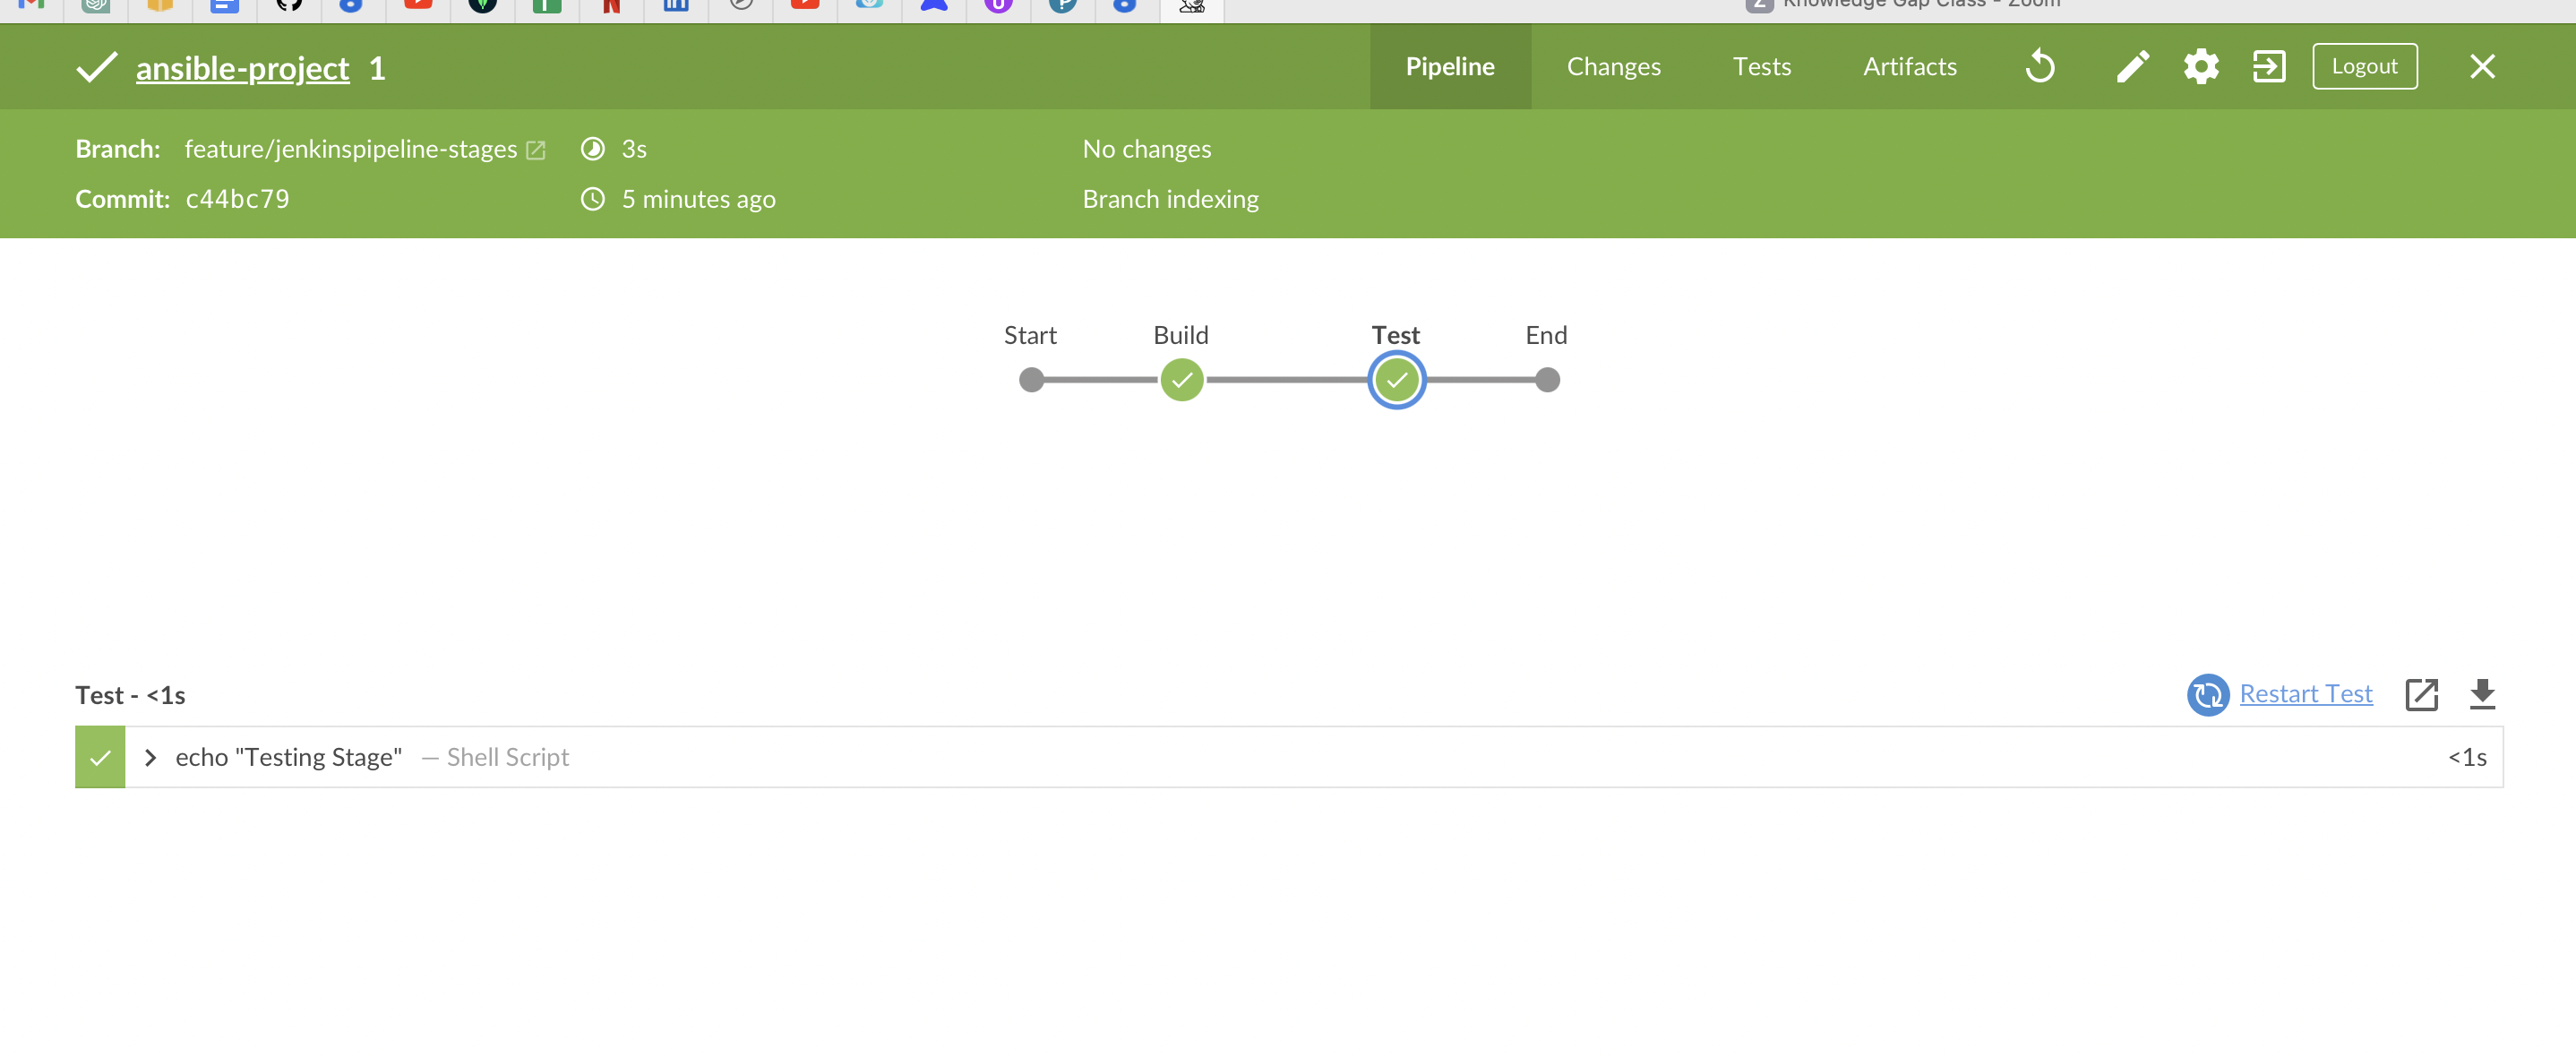 Knowledge Gap Class - Zoom
ansible-project 1
Pipeline
Changes
Tests
Artifacts
Logout
Branch: feature/jenkinspipeline-stages
3s
No changes
Commit: c44bc79
5 minutes ago
Branch indexing
Start
Build
Test
End
Test - <1s
Restart Test
echo "Testing Stage" — Shell Script
<1s